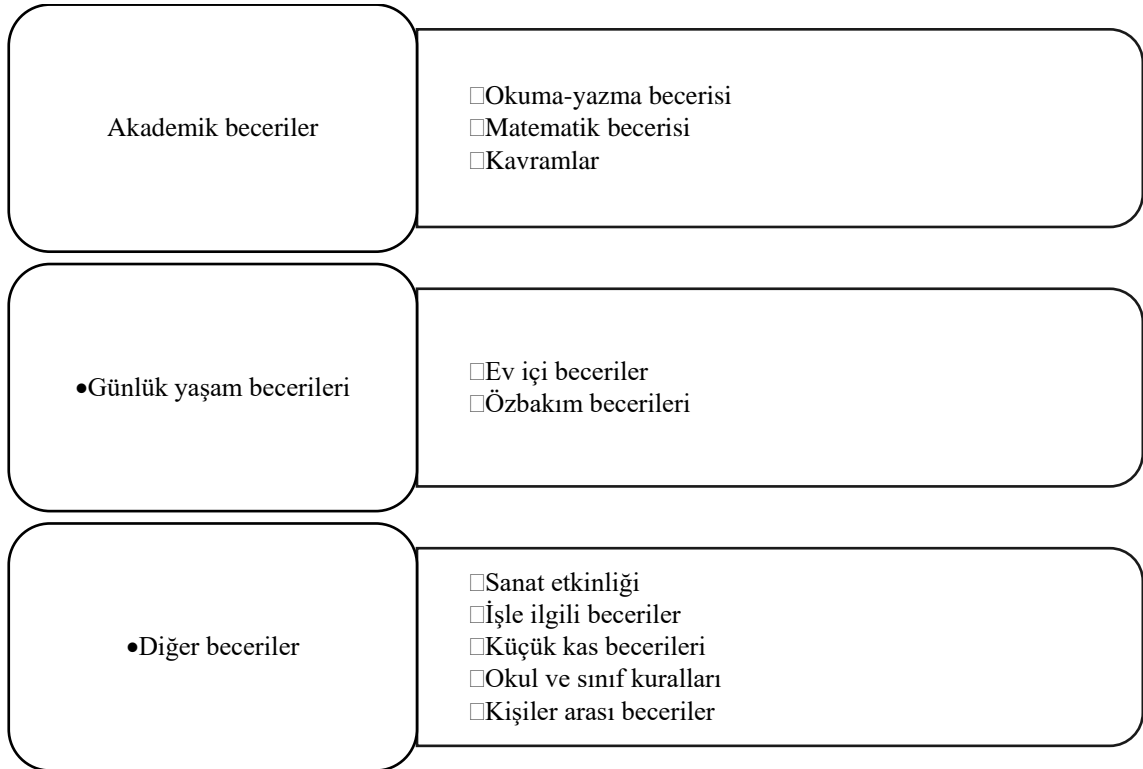 Akademik beceriler
□Okuma-yazma becerisi
□Matematik becerisi
□Kavramlar
•Günlük yaşam becerileri
□Ev içi beceriler
□Özbakım becerileri
•Diğer beceriler
□Sanat etkinliği
□İşle ilgili beceriler
□Küçük kas becerileri
□Okul ve sınıf kuralları
□Kişiler arası beceriler